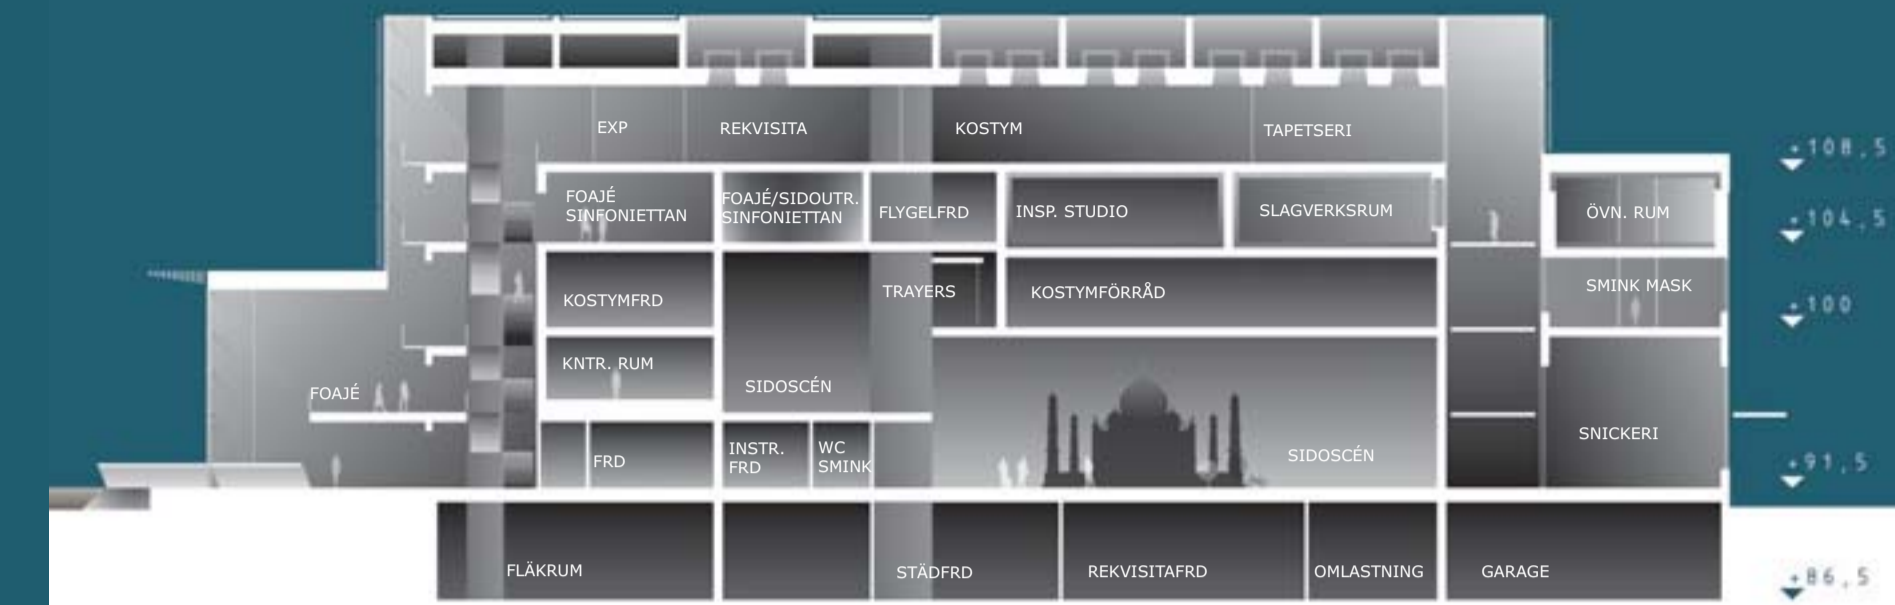 EXP
REKVISITA
KOSTYM
TAPETSERI
+108,5
FOAJÉ
SINFONIETTAN
FOAJÉ/SIDOUTR.
SINFONIETTAN
FLYGELFRD
INSP. STUDIO
SLAGVERKSRUM
ÖVN. RUM
+104,5
KOSTYMFRD
TRAYERS
KOSTYMFÖRRÅD
SMINK MASK
+100
KNTR. RUM
FOAJÉ
SIDOSCÉN
FRD
INSTR.
FRD
WC
SMINK
SIDOSCÉN
SNICKERI
+91,5
FLÄKRUM
STÄDFRD
REKVISITAFRD
OMLASTNING
GARAGE
+86,5